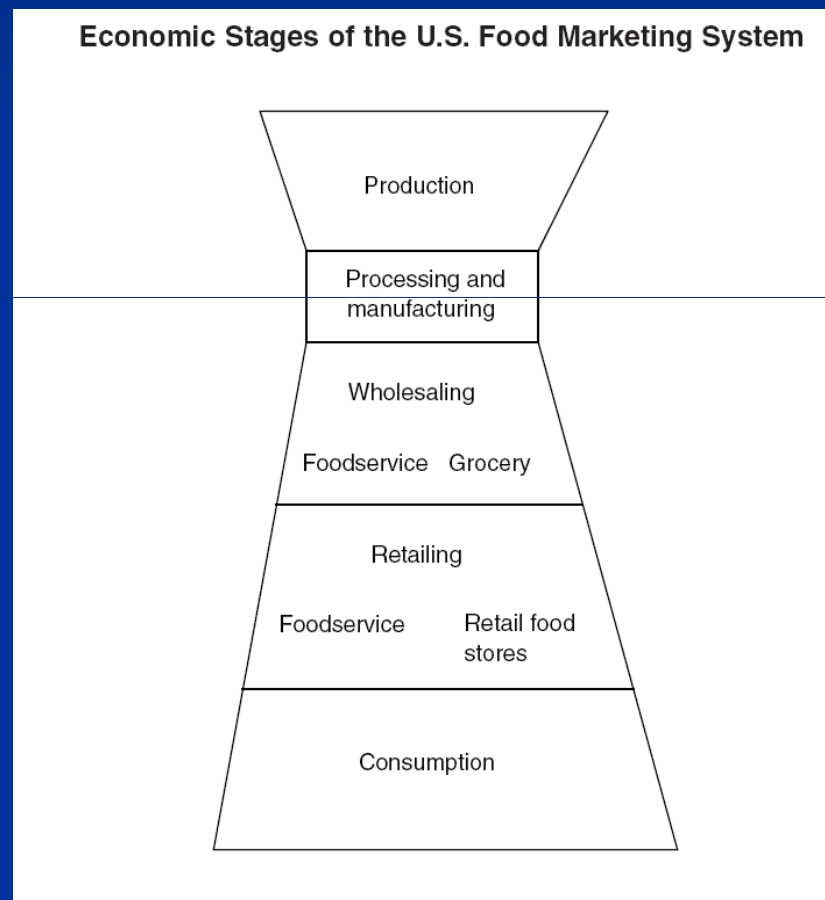 Economic Stages of the U.S. Food Marketing System
Production
Processing and
manufacturing
Wholesaling
Foodservice Grocery
Retailing
Foodservice Retail food
stores
Consumption